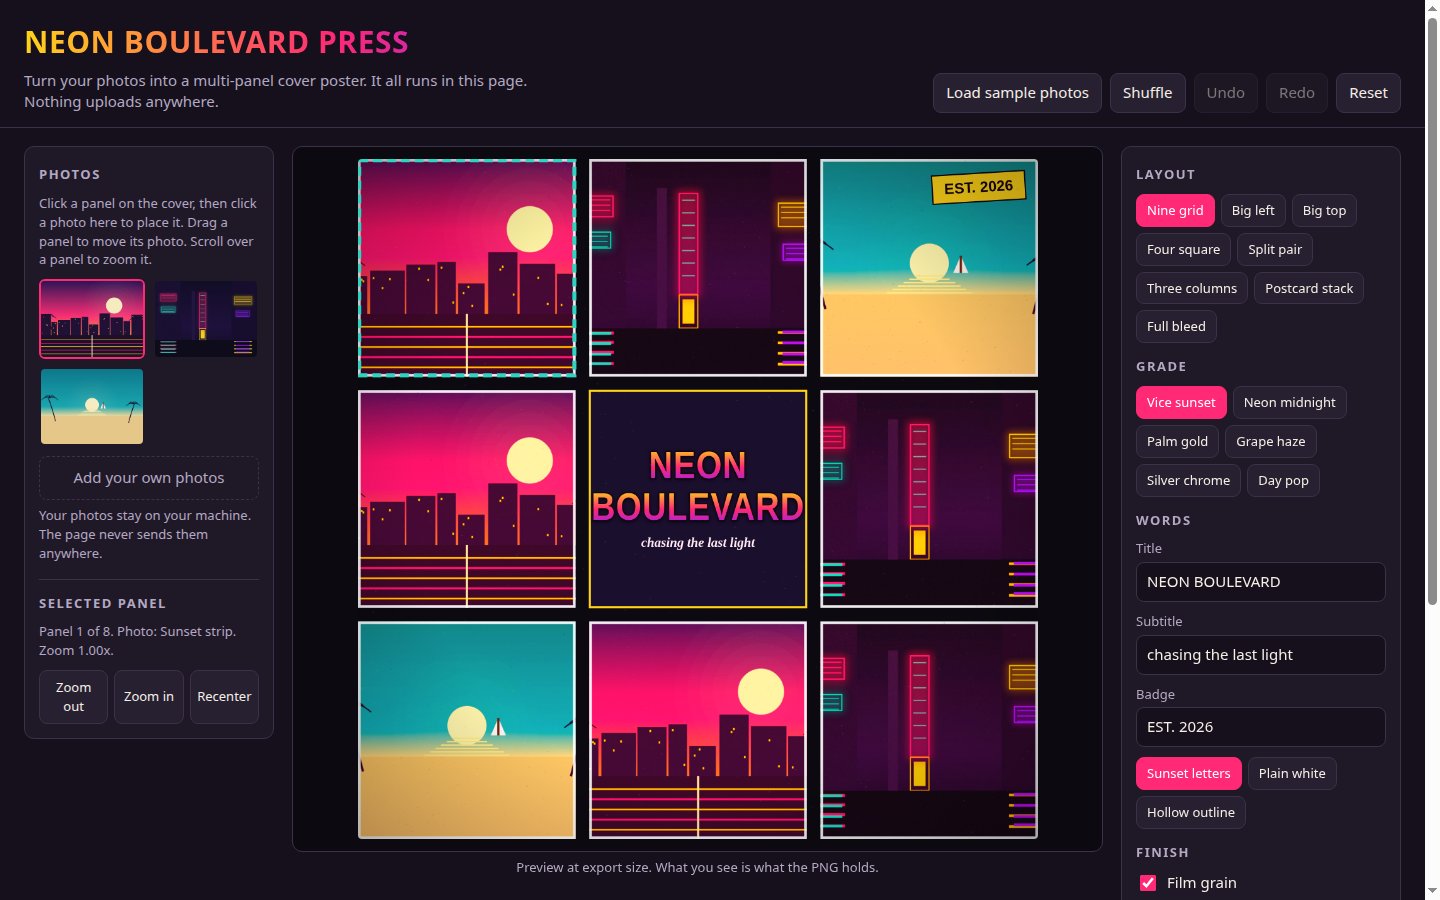 NEON BOULEVARD PRESS
Turn your photos into a multi-panel cover poster. It all runs in this page.
Nothing uploads anywhere.
Load sample photos
Shuffle
Undo
Redo
Reset
PHOTOS
Click a panel on the cover, then click
a photo here to place it. Drag a
panel to move its photo. Scroll over
a panel to zoom it.
Add your own photos
Your photos stay on your machine.
The page never sends them
anywhere.
SELECTED PANEL
Panel 1 of 8. Photo: Sunset strip.
Zoom 1.00x.
Zoom
out
Zoom in
Recenter
EST. 2026
NEON
BOULEVARD
chasing the last light
Preview at export size. What you see is what the PNG holds.
LAYOUT
Nine grid
Big left
Big top
Four square
Split pair
Three columns
Postcard stack
Full bleed
GRADE
Vice sunset
Neon midnight
Palm gold
Grape haze
Silver chrome
Day pop
WORDS
Title
NEON BOULEVARD
Subtitle
chasing the last light
Badge
EST. 2026
Sunset letters
Plain white
Hollow outline
FINISH
Film grain